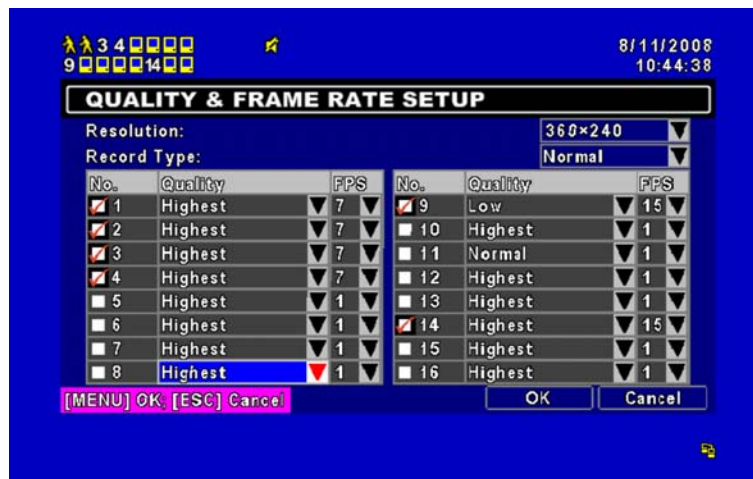 3 4 8/11/2008
9 14 10:44:38
QUALITY & FRAME RATE SETUP
Resolution: 360×240
Record Type: Normal
No. Quality FPS No. Quality FPS
1 Highest 7 9 Low 15
2 Highest 7 10 Highest 1
3 Highest 7 11 Normal 1
4 Highest 7 12 Highest 1
5 Highest 1 13 Highest 1
6 Highest 1 14 Highest 15
7 Highest 1 15 Highest 1
8 Highest 1 16 Highest 1
[MENU] OK; [ESC] Cancel OK Cancel